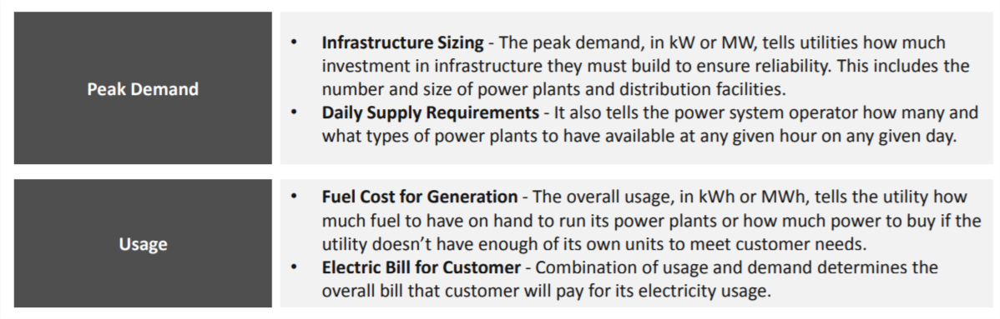 Peak Demand
• Infrastructure Sizing - The peak demand, in kW or MW, tells utilities how much
investment in infrastructure they must build to ensure reliability. This includes the
number and size of power plants and distribution facilities.
• Daily Supply Requirements - It also tells the power system operator how many and
what types of power plants to have available at any given hour on any given day.
Usage
• Fuel Cost for Generation - The overall usage, in kWh or MWh, tells the utility how
much fuel to have on hand to run its power plants or how much power to buy if the
utility doesn’t have enough of its own units to meet customer needs.
• Electric Bill for Customer - Combination of usage and demand determines the
overall bill that customer will pay for its electricity usage.